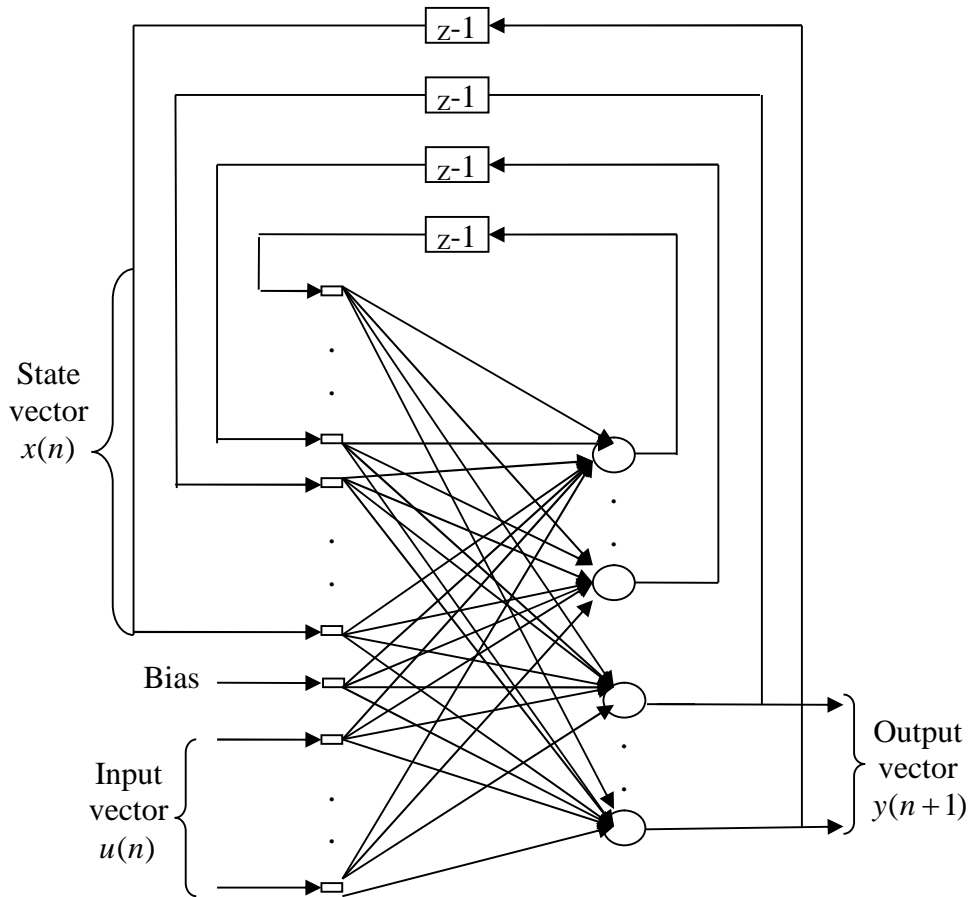 z-1
z-1
z-1
z-1
State
vector
x(n)
Bias
Input
vector
u(n)
Output
vector
y(n+1)